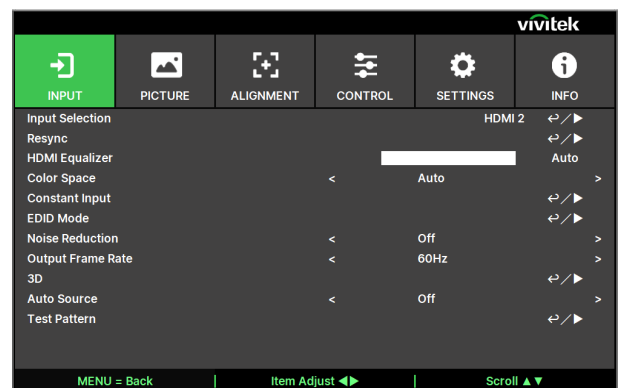 vivitek
INPUT PICTURE ALIGNMENT CONTROL SETTINGS INFO
Input Selection HDMI 2 ↩/▶
Resync ↩/▶
HDMI Equalizer Auto
Color Space < Auto >
Constant Input ↩/▶
EDID Mode ↩/▶
Noise Reduction < Off >
Output Frame Rate < 60Hz >
3D ↩/▶
Auto Source < Off >
Test Pattern ↩/▶
MENU = Back | Item Adjust ◀▶ | Scroll ▲▼